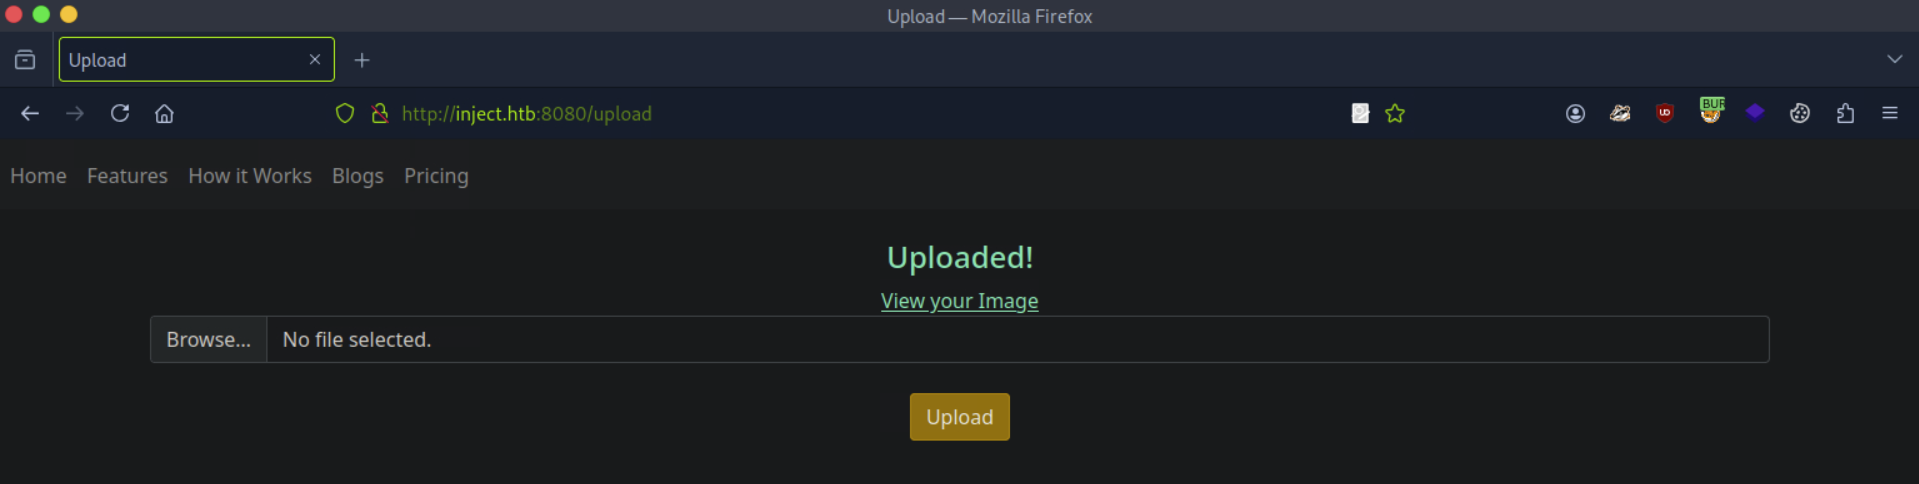 Upload — Mozilla Firefox
Upload
http://inject.htb:8080/upload
BUR
Home Features How it Works Blogs Pricing
Uploaded!
View your Image
Browse... No file selected.
Upload